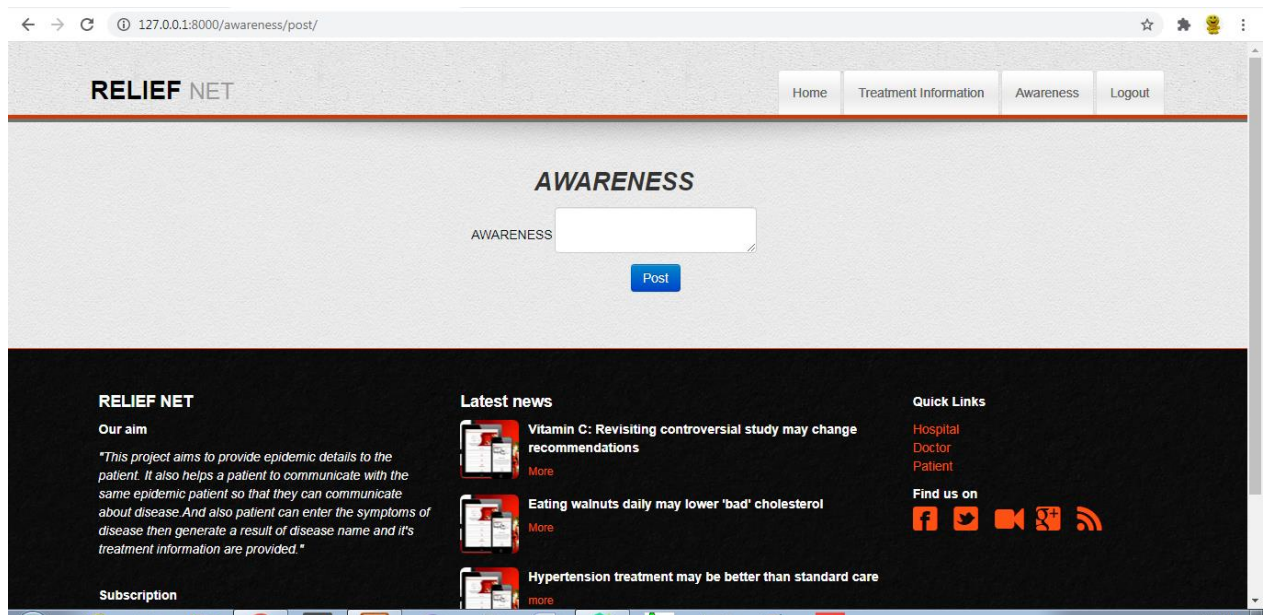 127.0.0.1:8000/awareness/post/
RELIEF NET
Home Treatment Information Awareness Logout
AWARENESS
AWARENESS
Post
RELIEF NET
Our aim
"This project aims to provide epidemic details to the
patient. It also helps a patient to communicate with the
same epidemic patient so that they can communicate
about disease.And also patient can enter the symptoms of
disease then generate a result of disease name and it's
treatment information are provided."
Subscription
Latest news
Vitamin C: Revisiting controversial study may change
recommendations
More
Eating walnuts daily may lower 'bad' cholesterol
More
Hypertension treatment may be better than standard care
more
Quick Links
Hospital
Doctor
Patient
Find us on